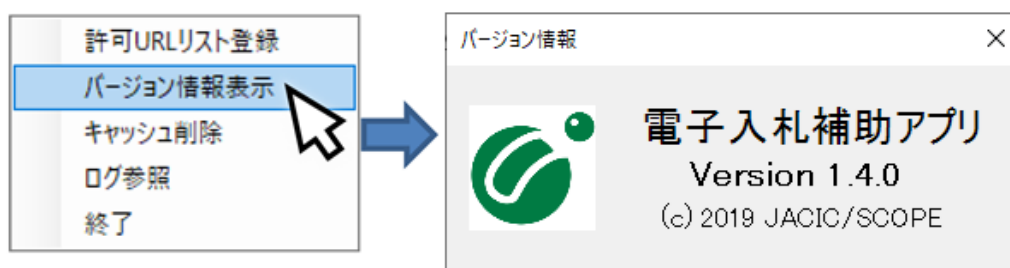 許可URLリスト登録
バージョン情報表示
キャッシュ削除
ログ参照
終了
バージョン情報
電子入札補助アプリ
Version 1.4.0
(c) 2019 JACIC/SCOPE